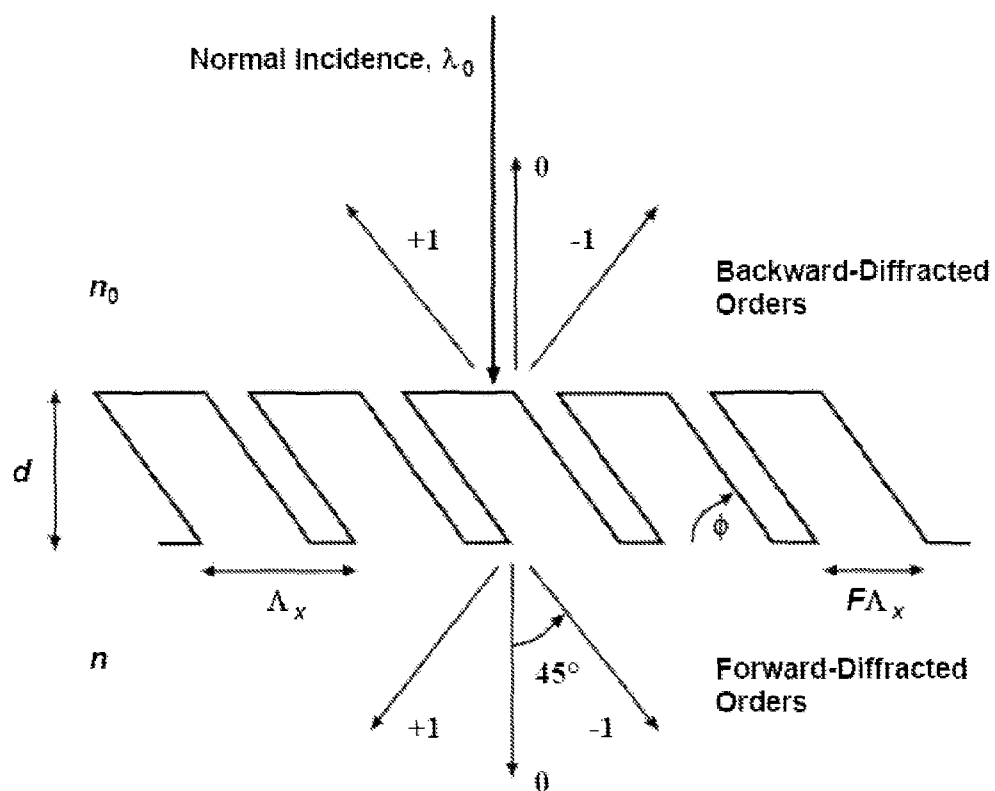 Normal Incidence, λ₀
0
+1
-1
n₀
Backward-Diffracted
Orders
d
ϕ
Λₓ
FΛₓ
n
45°
Forward-Diffracted
Orders
+1
-1
0